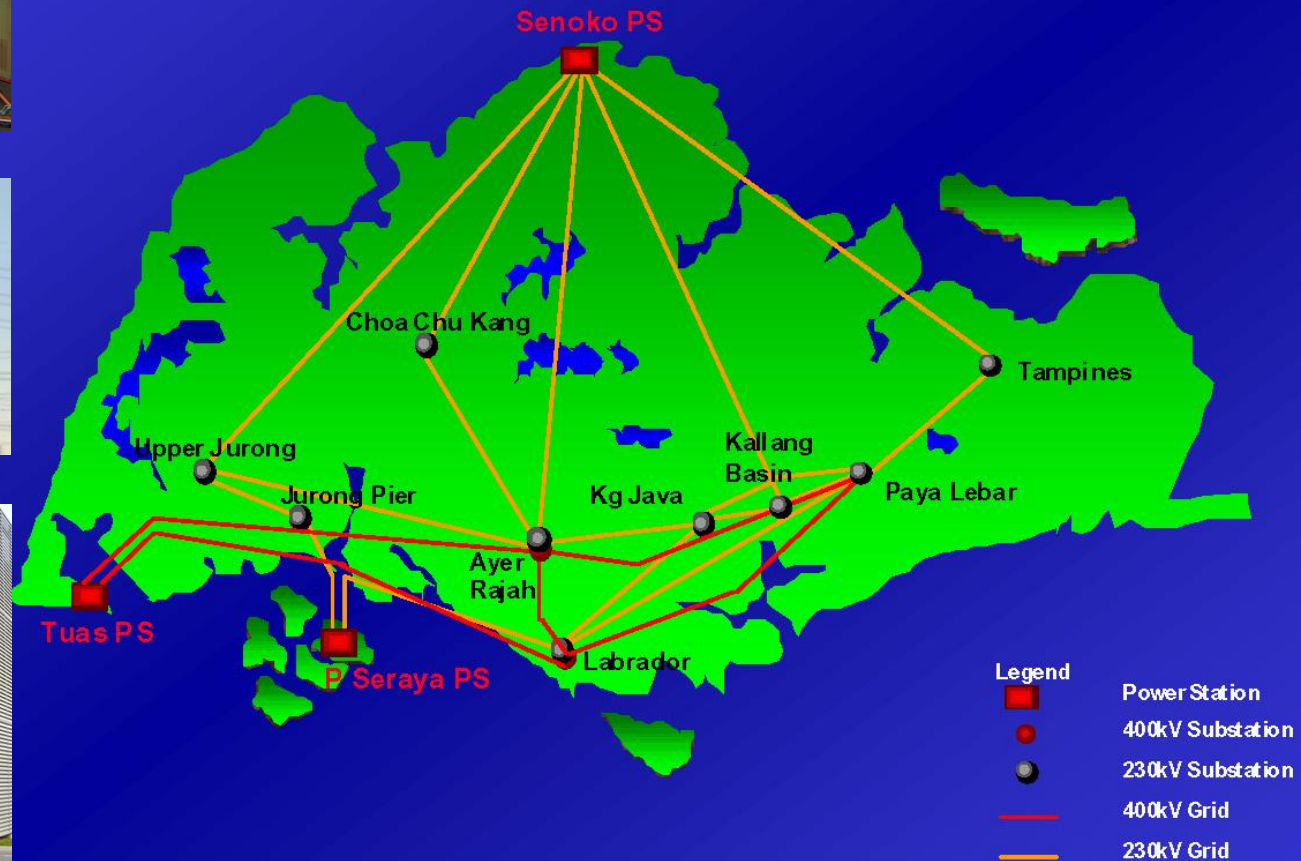 Senoko PS
Choa Chu Kang
Tampines
Upper Jurong
Kallang
Basin
Jurong Pier
Kg Java
Paya Lebar
Ayer
Rajah
Tuas PS
Labrador
P Seraya PS
Legend
Power Station
400kV Substation
230kV Substation
400kV Grid
230kV Grid